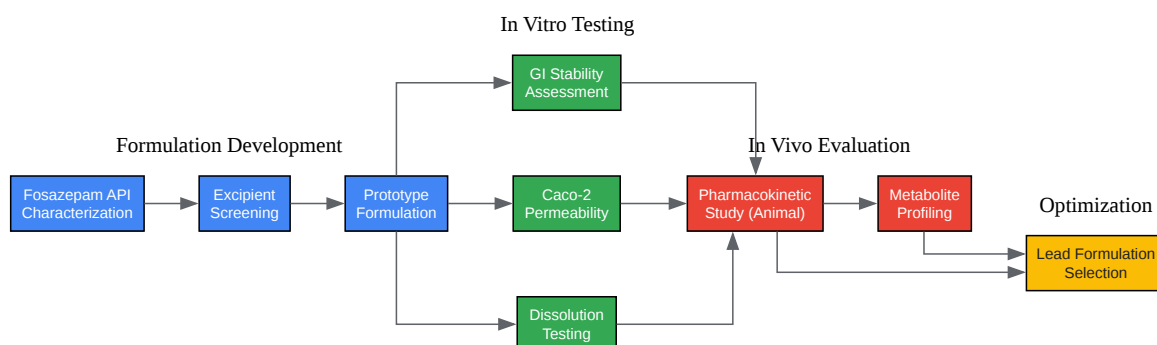 In Vitro Testing
GI Stability
Assessment
Formulation Development
In Vivo Evaluation
Fosazepam API
Characterization
Excipient
Screening
Prototype
Formulation
Caco-2
Permeability
Pharmacokinetic
Study (Animal)
Metabolite
Profiling
Optimization
Lead Formulation
Selection
Dissolution
Testing